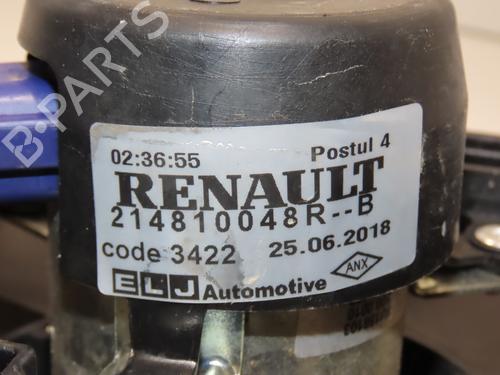 B-PARTS
02:36:55 Postul 4
RENAULT
214810048R--B
code 3422 25.06.2018
ELJ Automotive
ANX